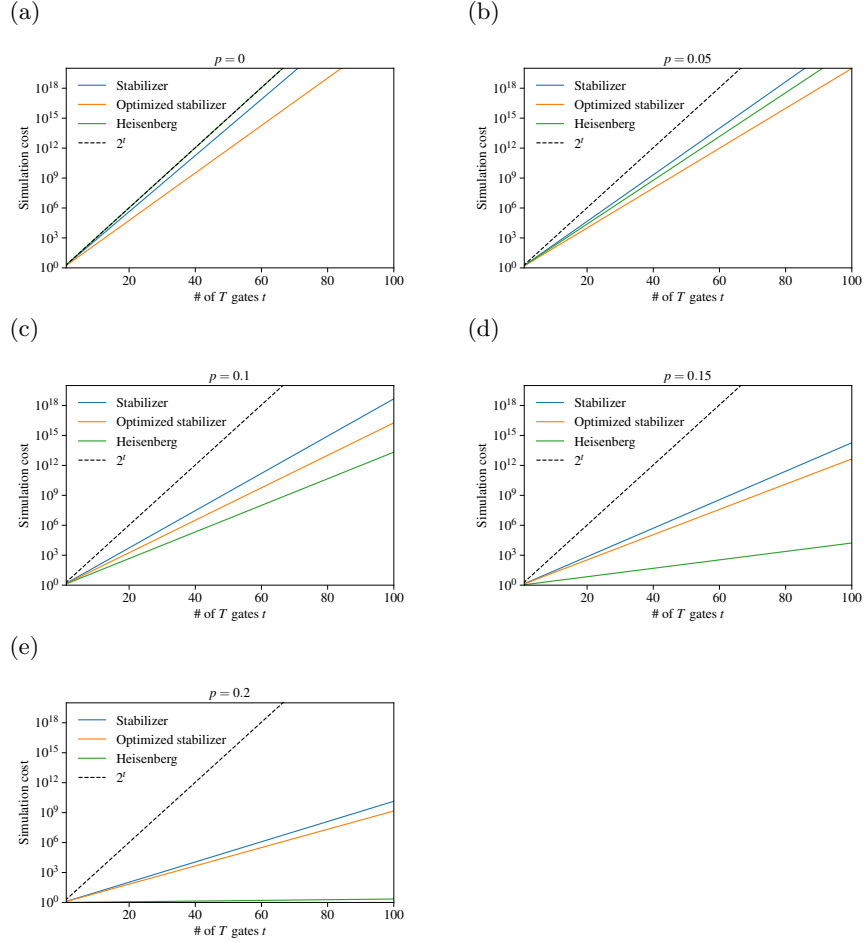 (a)
p = 0
10^18
10^15
10^12
10^9
10^6
10^3
10^0
Simulation cost
Stabilizer
Optimized stabilizer
Heisenberg
2^t
20 40 60 80 100
# of T gates t
(b)
p = 0.05
10^18
10^15
10^12
10^9
10^6
10^3
10^0
Simulation cost
Stabilizer
Optimized stabilizer
Heisenberg
2^t
20 40 60 80 100
# of T gates t
(c)
p = 0.1
10^18
10^15
10^12
10^9
10^6
10^3
10^0
Simulation cost
Stabilizer
Optimized stabilizer
Heisenberg
2^t
20 40 60 80 100
# of T gates t
(d)
p = 0.15
10^18
10^15
10^12
10^9
10^6
10^3
10^0
Simulation cost
Stabilizer
Optimized stabilizer
Heisenberg
2^t
20 40 60 80 100
# of T gates t
(e)
p = 0.2
10^18
10^15
10^12
10^9
10^6
10^3
10^0
Simulation cost
Stabilizer
Optimized stabilizer
Heisenberg
2^t
20 40 60 80 100
# of T gates t